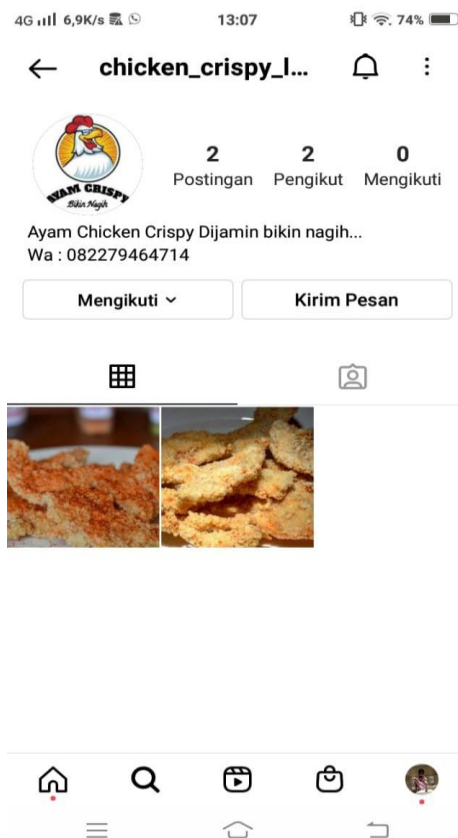 4G 6,9K/s 13:07 74%
chicken_crispy_l...
2 2 0
Postingan Pengikut Mengikuti
AYAM CRISPY
Bikin Nagih
Ayam Chicken Crispy Dijamin bikin nagih...
Wa : 082279464714
Mengikuti Kirim Pesan